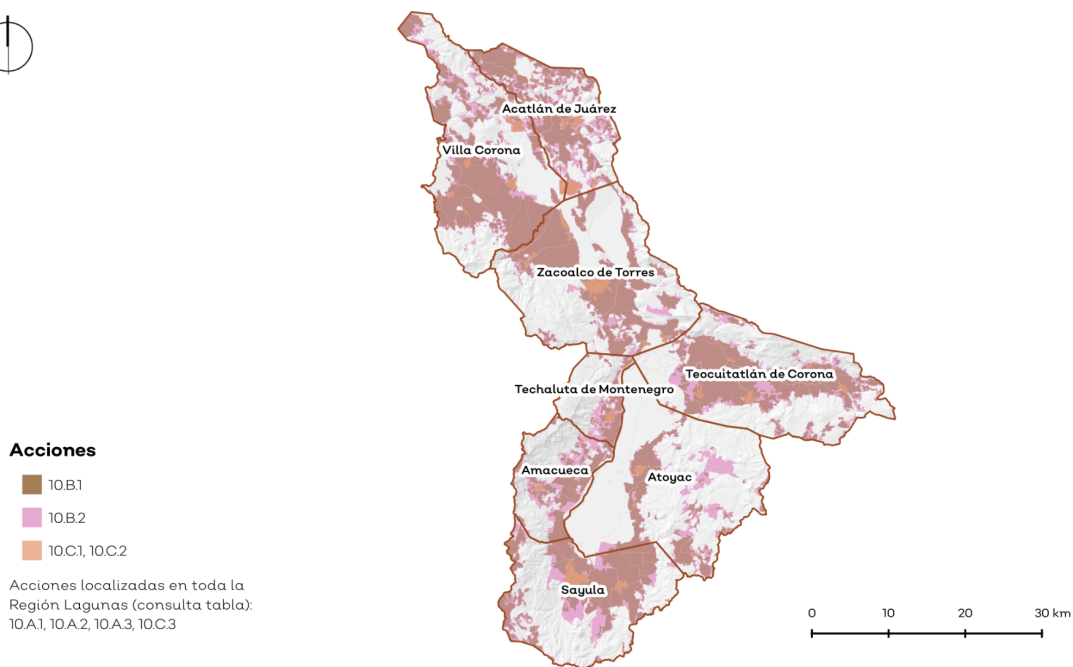 Acatlán de Juárez
Villa Corona
Zacoalco de Torres
Teocuitatlán de Corona
Techaluta de Montenegro
Amacueca
Atoyac
Sayula
Acciones
10.B.1
10.B.2
10.C.1, 10.C.2
Acciones localizadas en toda la
Región Lagunas (consulta tabla):
10.A.1, 10.A.2, 10.A.3, 10.C.3
0 10 20 30 km